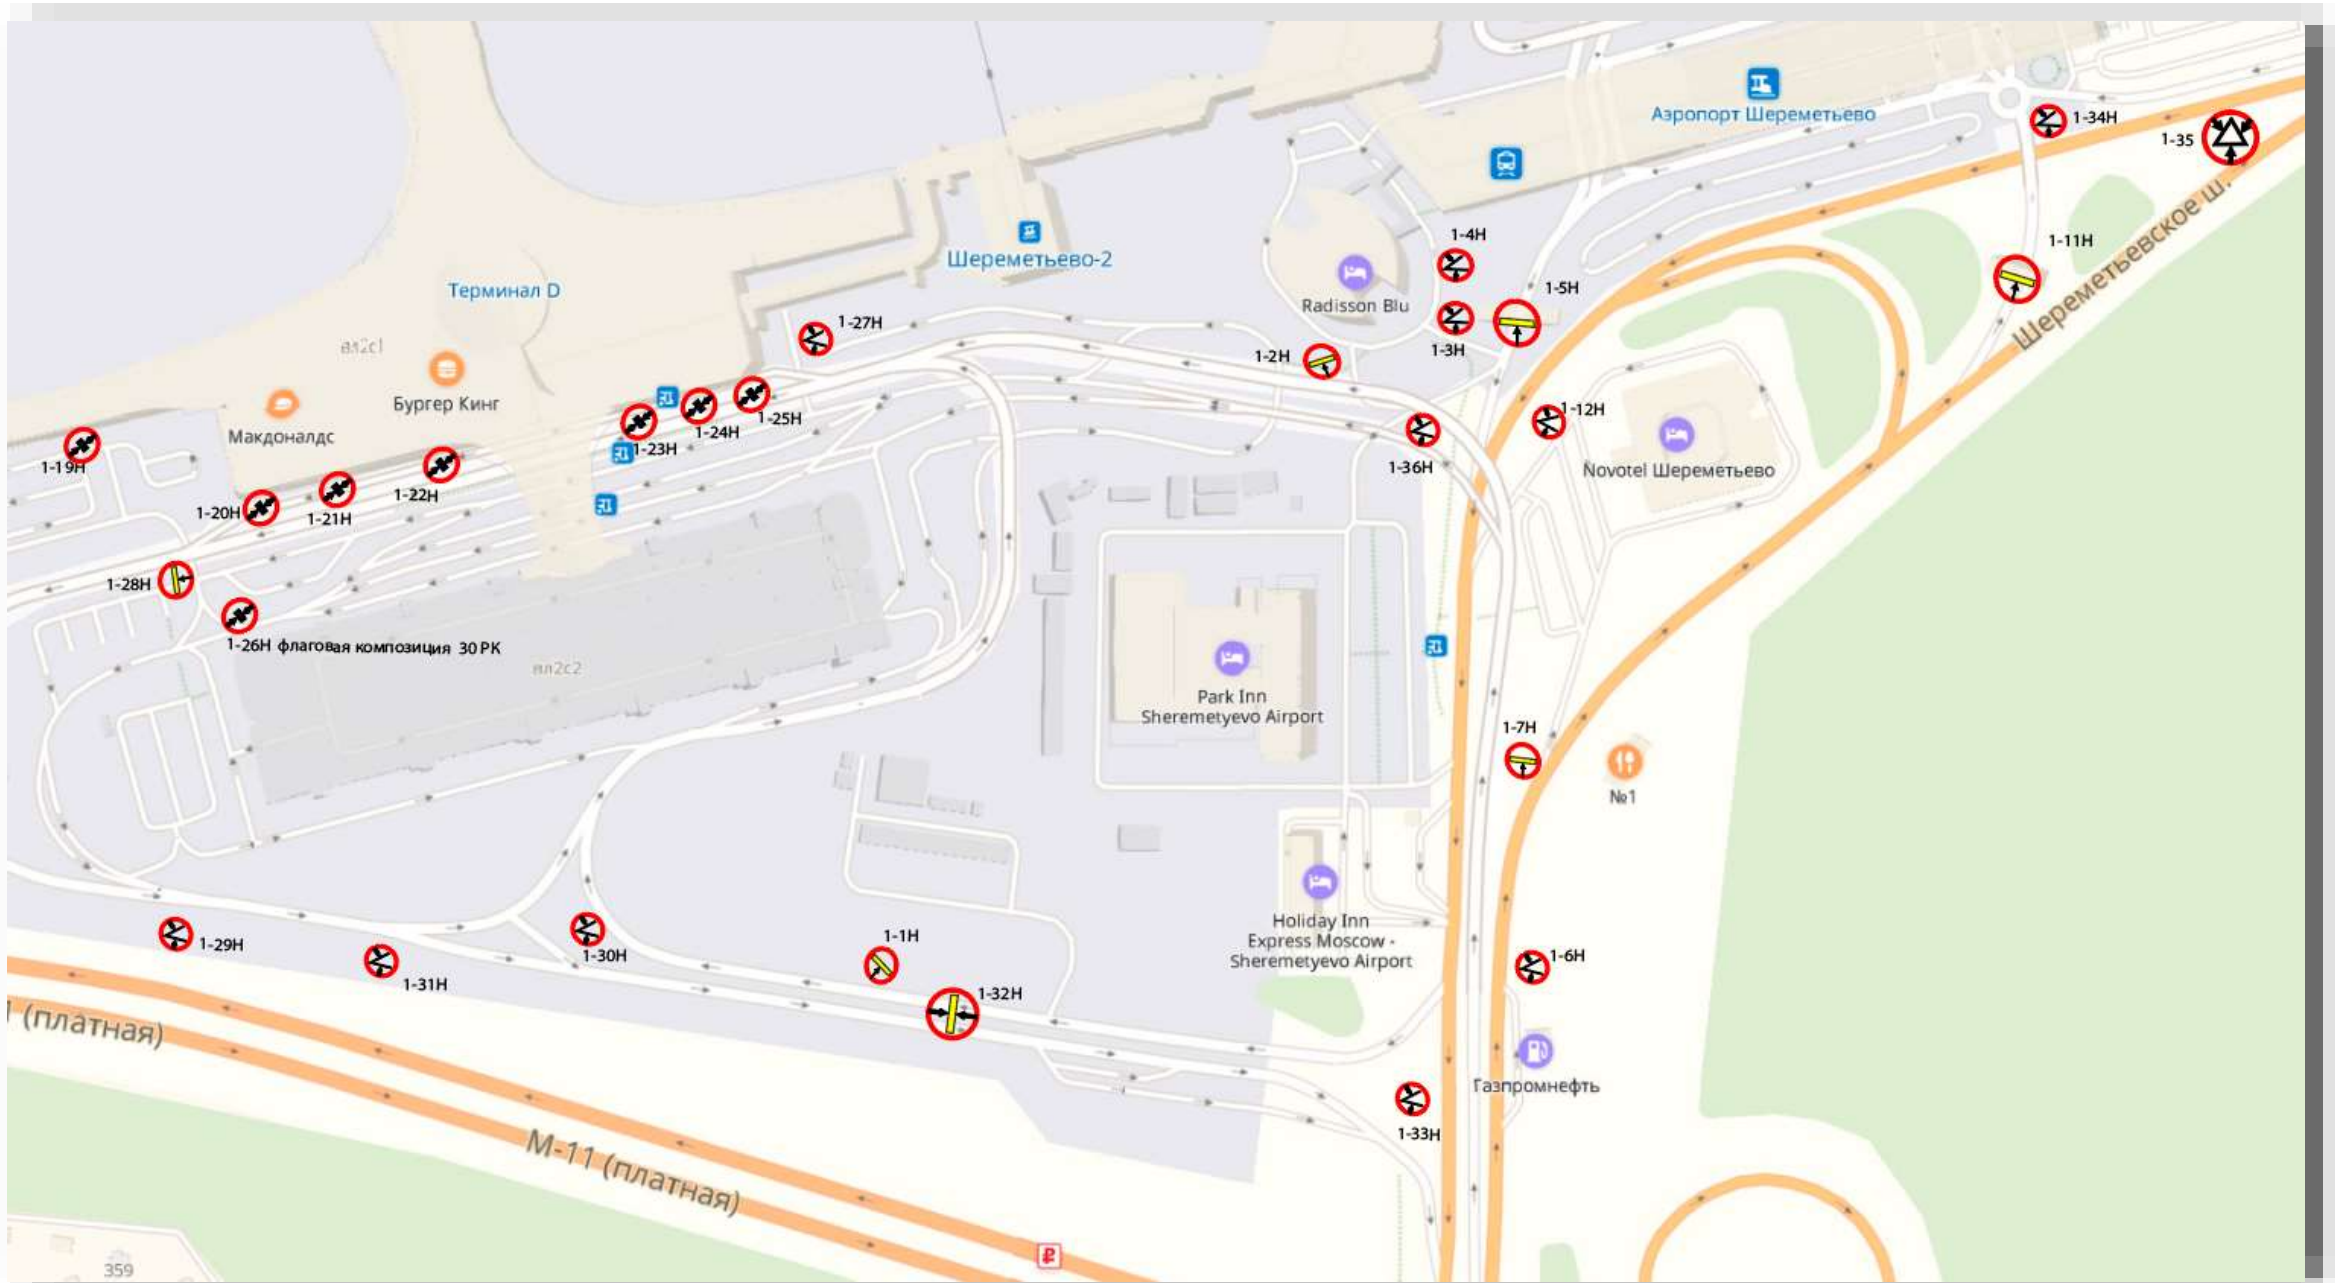 Аэропорт Шереметьево
1-34Н
1-35
1-4Н
1-11Н
Шереметьевское ш.
Шереметьево-2
Терминал D
Radisson Blu
1-5Н
1-27Н
1-3Н
1-2Н
вл2с1
Бургер Кинг
Макдоналдс
1-25Н
1-24Н
1-23Н
1-12Н
1-36Н
Novotel Шереметьево
1-19Н
1-22Н
1-20Н
1-21Н
1-28Н
1-26Н флаговая композиция 30 РК
вл2с2
Park Inn
Sheremetyevo Airport
1-7Н
№1
Holiday Inn
Express Moscow -
Sheremetyevo Airport
1-29Н
1-30Н
1-1Н
1-6Н
1-31Н
1-32Н
(платная)
Газпромнефть
1-33Н
М-11 (платная)
₽
359